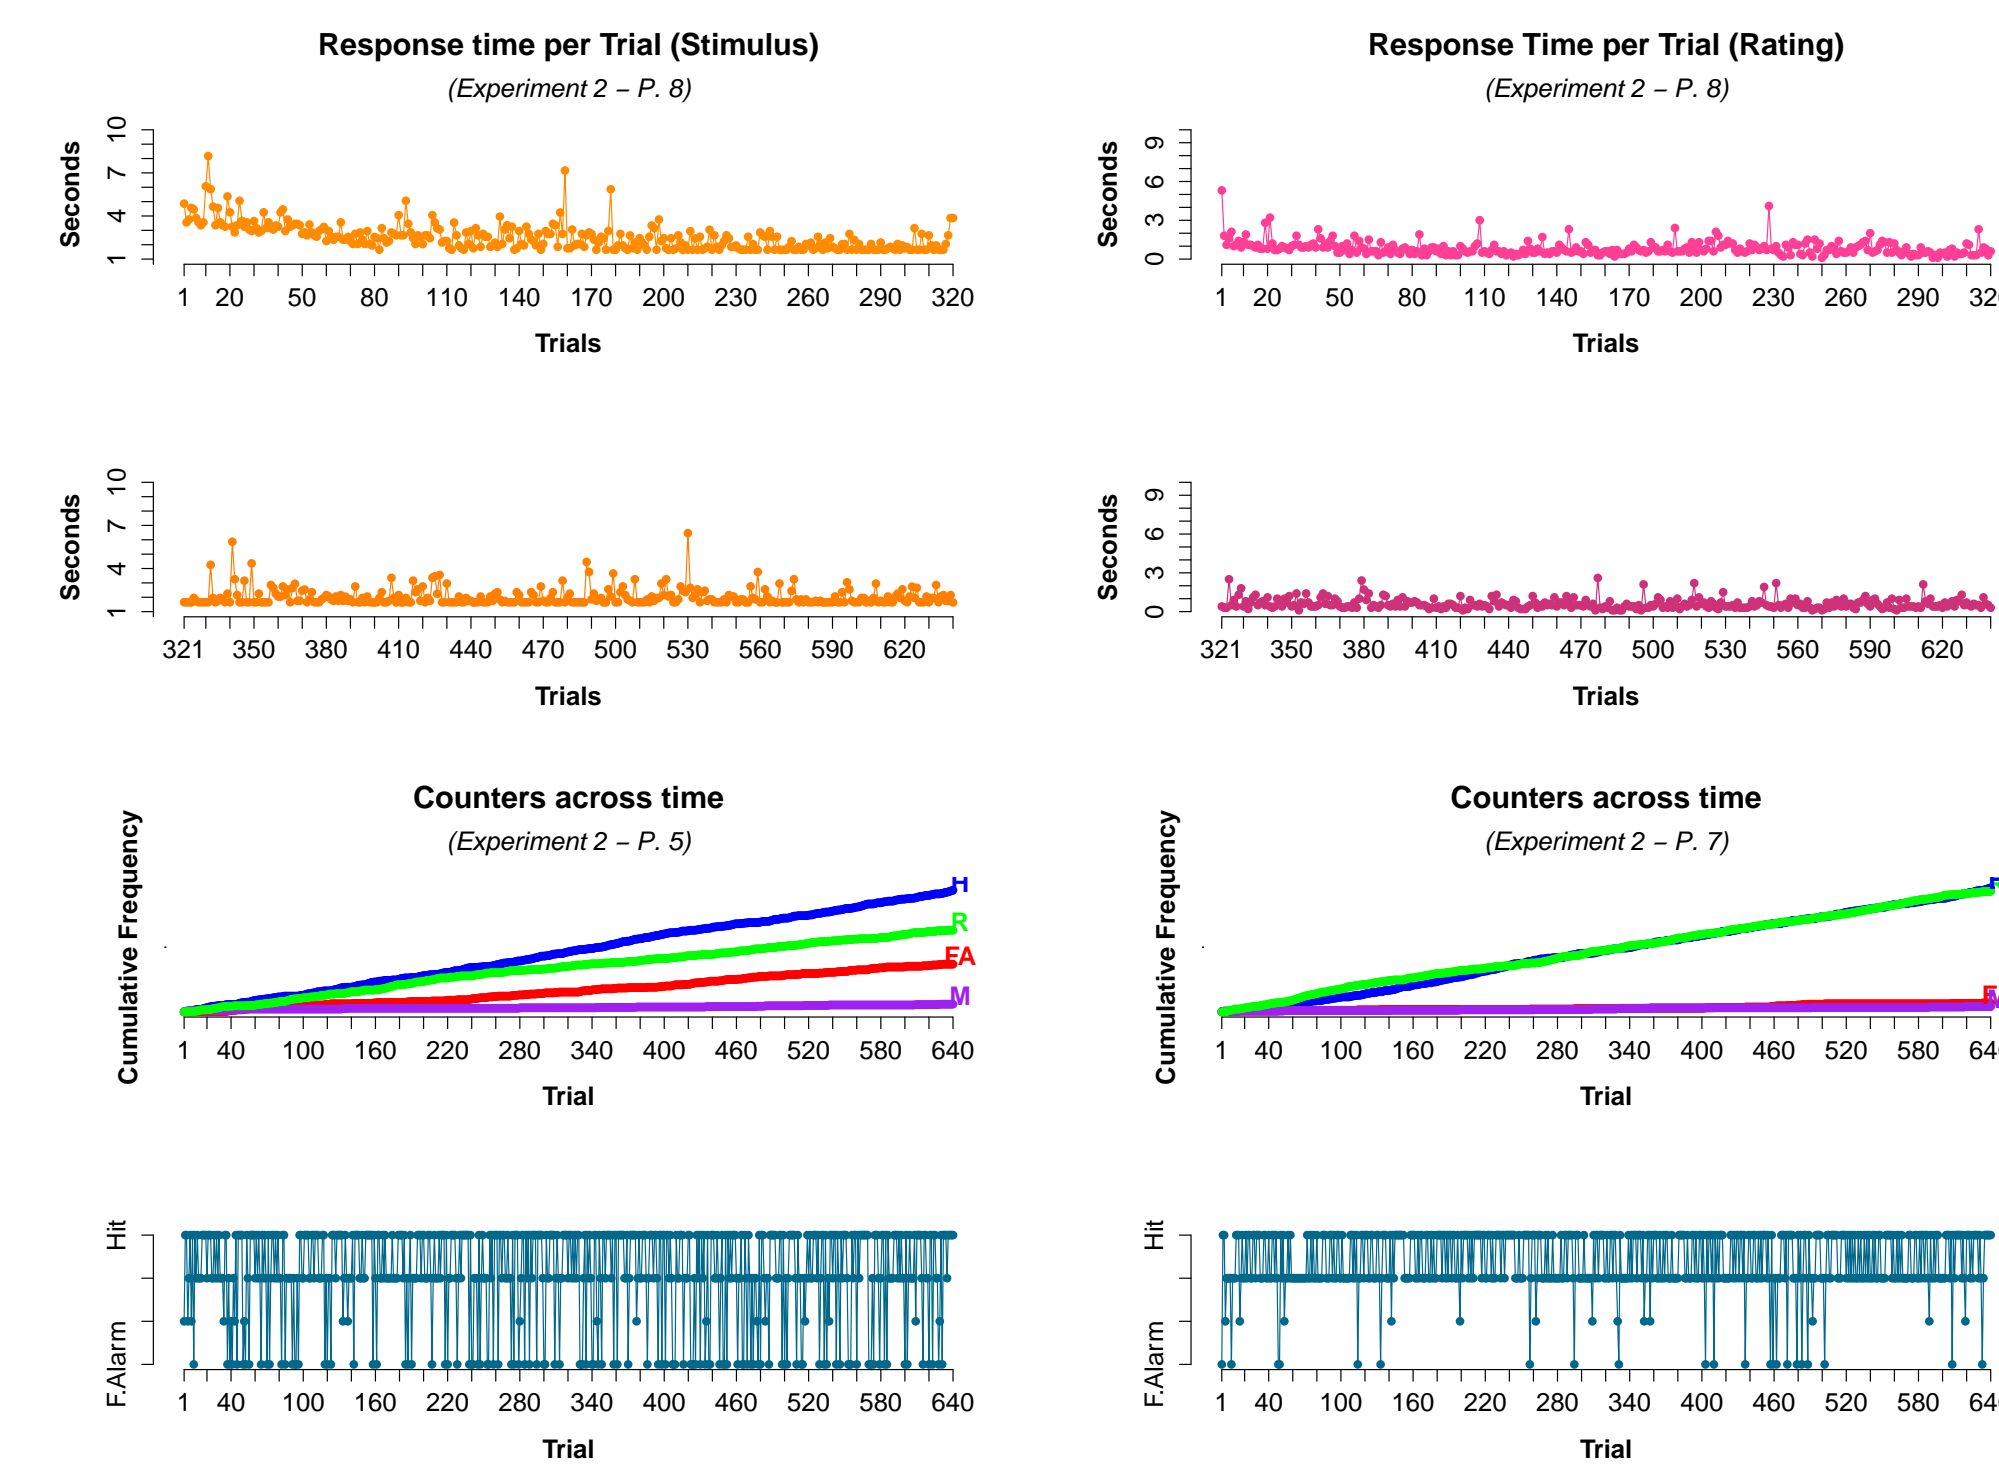 Response time per Trial (Stimulus)
(Experiment 2 – P. 8)
Seconds
1 4 7 10
1 20 50 80 110 140 170 200 230 260 290 320
Trials
Response Time per Trial (Rating)
(Experiment 2 – P. 8)
Seconds
0 3 6 9
1 20 50 80 110 140 170 200 230 260 290 320
Trials
Seconds
1 4 7 10
321 350 380 410 440 470 500 530 560 590 620
Trials
Seconds
0 3 6 9
321 350 380 410 440 470 500 530 560 590 620
Trials
Counters across time
(Experiment 2 – P. 5)
Cumulative Frequency
H
R
FA
M
1 40 100 160 220 280 340 400 460 520 580 640
Trial
Counters across time
(Experiment 2 – P. 7)
Cumulative Frequency
1 40 100 160 220 280 340 400 460 520 580 640
Trial
Hit
F.Alarm
1 40 100 160 220 280 340 400 460 520 580 640
Trial
Hit
F.Alarm
1 40 100 160 220 280 340 400 460 520 580 640
Trial